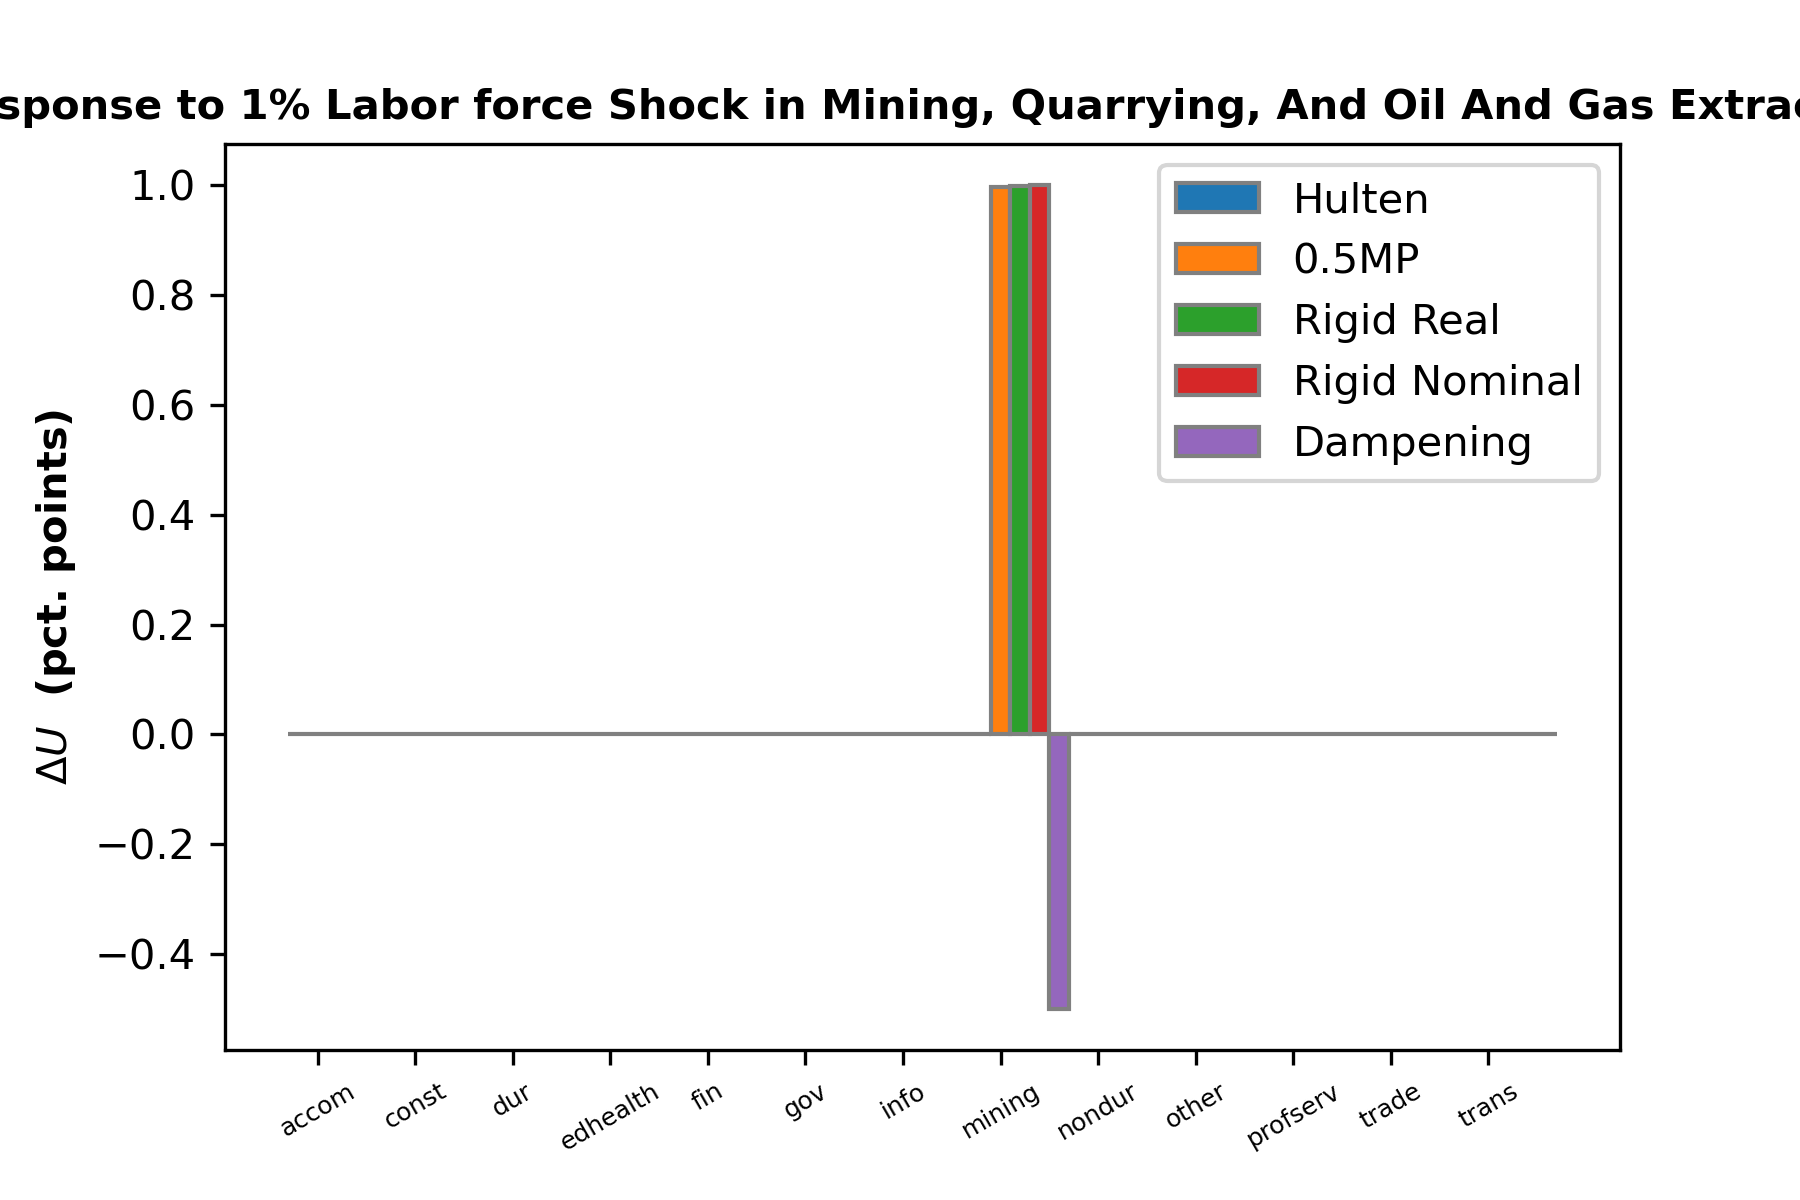 sponse to 1% Labor force Shock in Mining, Quarrying, And Oil And Gas Extrac
1.0
0.8
0.6
0.4
0.2
0.0
−0.2
−0.4
ΔU (pct. points)
Hulten
0.5MP
Rigid Real
Rigid Nominal
Dampening
accom const dur edhealth fin gov info mining nondur other profserv trade trans